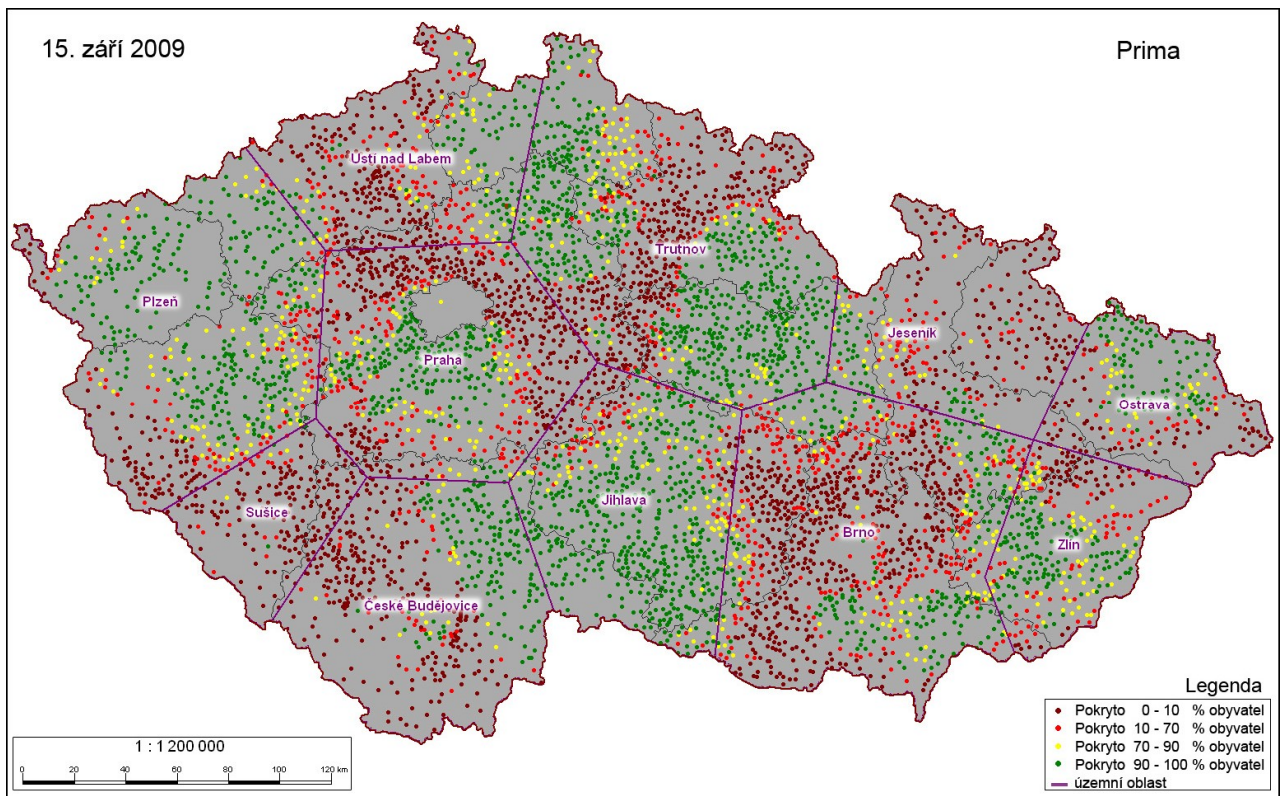 15. září 2009
Prima
Ústí nad Labem
Trutnov
Plzeň
Jeseník
Praha
Ostrava
Sušice
Jihlava
Brno
Zlín
České Budějovice
Legenda
Pokryto 0 - 10 % obyvatel
Pokryto 10 - 70 % obyvatel
Pokryto 70 - 90 % obyvatel
Pokryto 90 - 100 % obyvatel
územní oblast
1 : 1 200 000
0 20 40 60 80 100 120 km